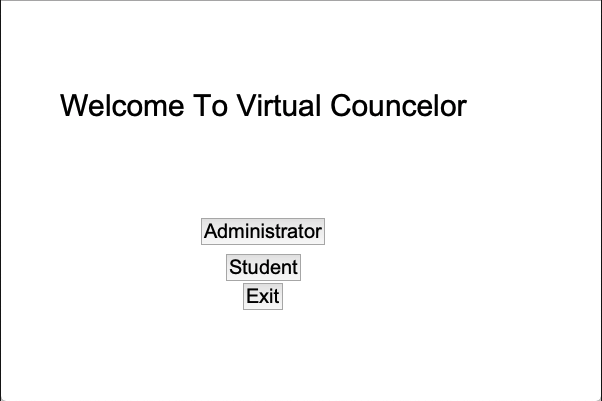 Welcome To Virtual Councelor
Administrator
Student
Exit